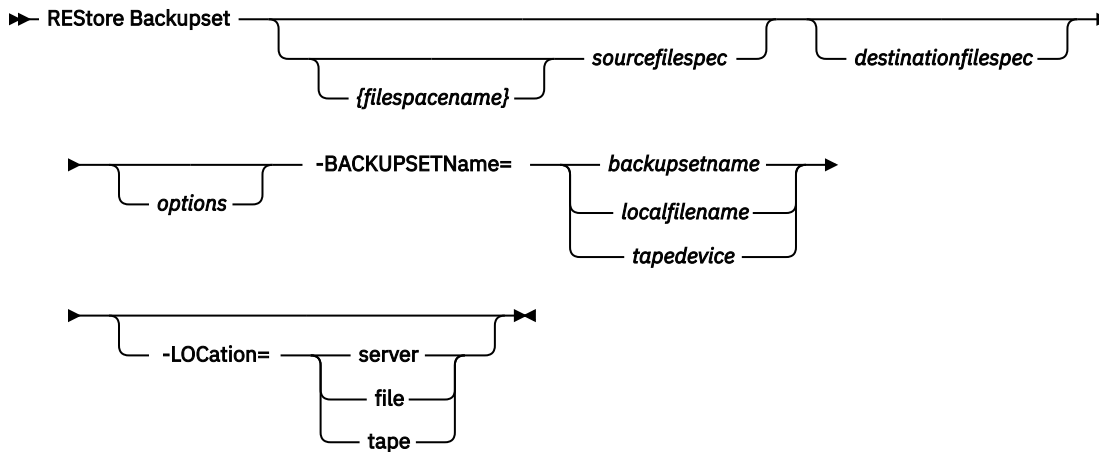 REStore Backupset
sourcefilespec
{filespacename}
destinationfilespec
options
-BACKUPSETName=
backupsetname
localfilename
tapedevice
-LOCation=
server
file
tape